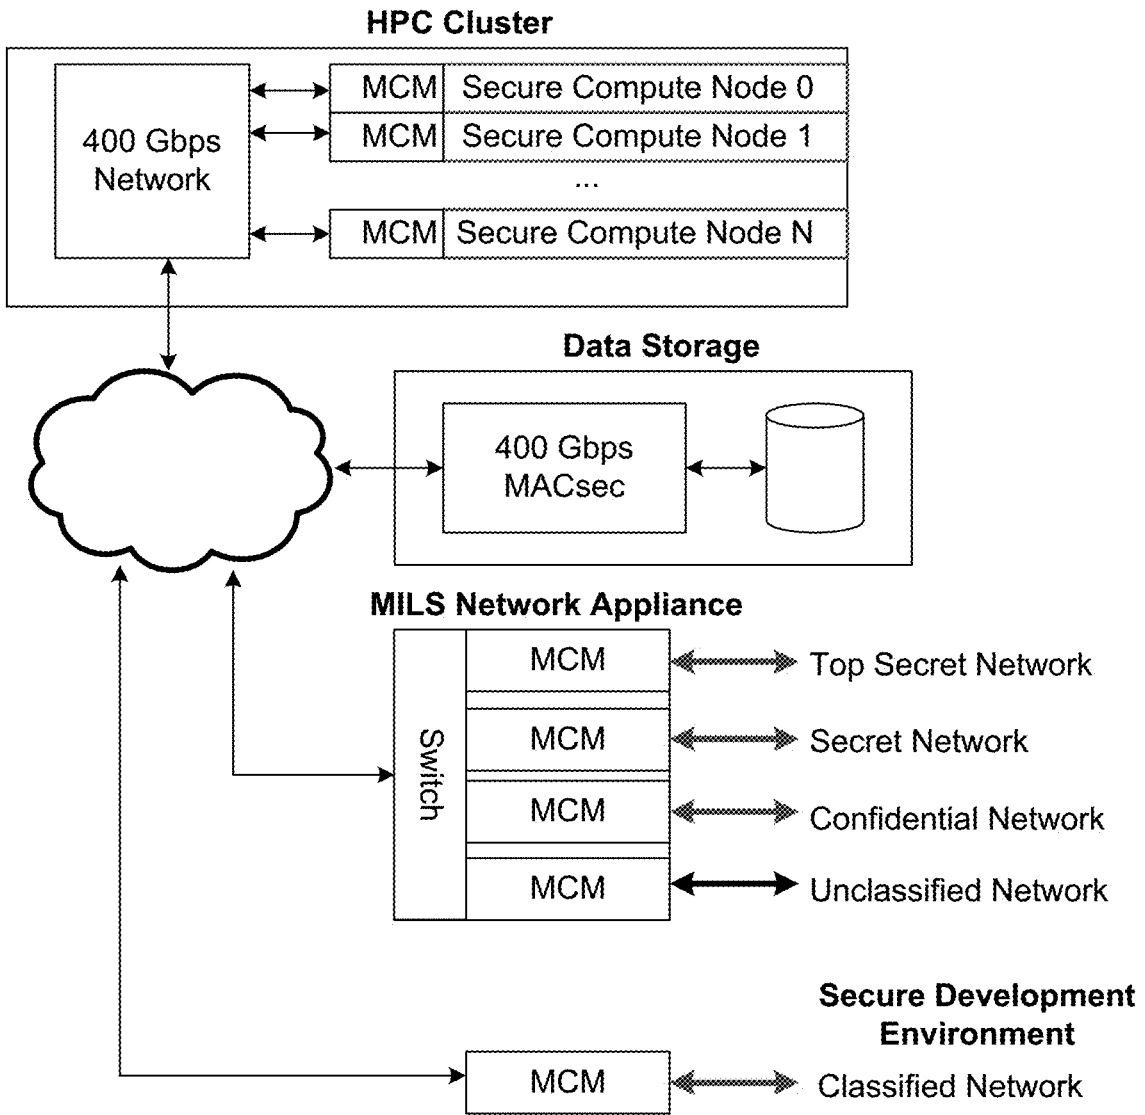 HPC Cluster
400 Gbps
Network
MCM Secure Compute Node 0
MCM Secure Compute Node 1
...
MCM Secure Compute Node N
Data Storage
400 Gbps
MACsec
MILS Network Appliance
Switch
MCM
Top Secret Network
MCM
Secret Network
MCM
Confidential Network
MCM
Unclassified Network
Secure Development
Environment
MCM
Classified Network